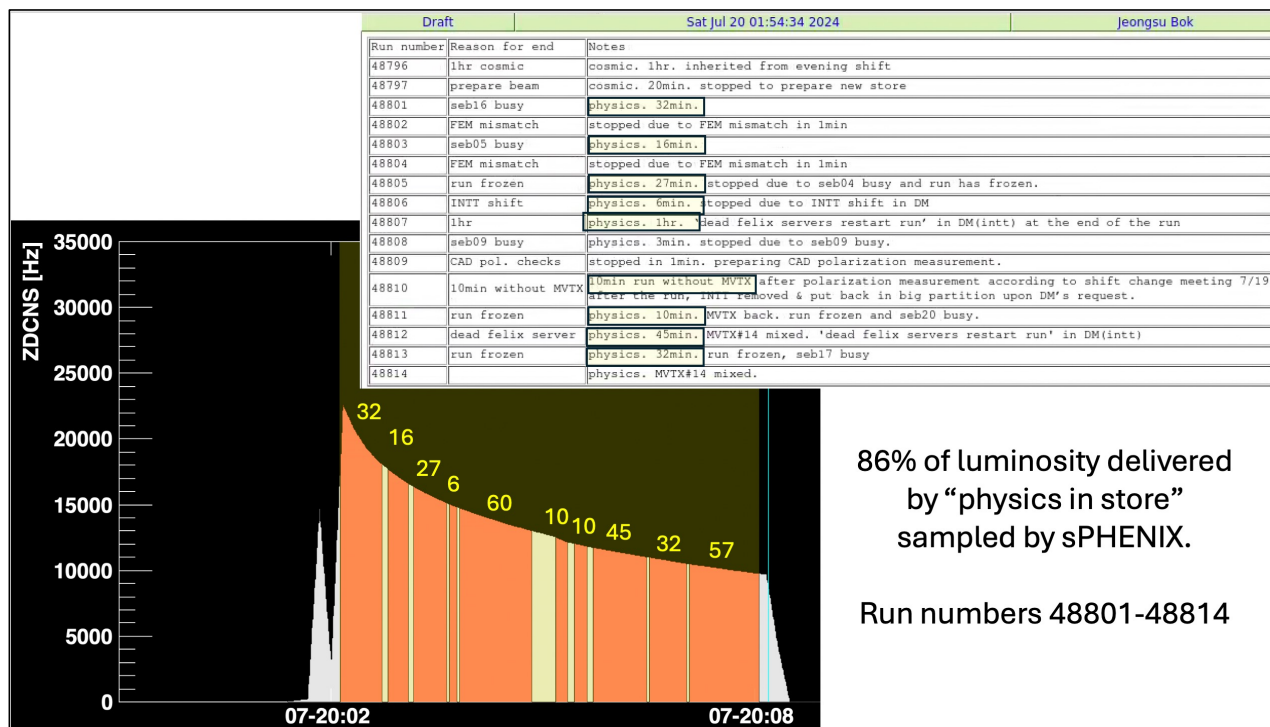 Draft Sat Jul 20 01:54:34 2024 Jeongsu Bok
Run number Reason for end Notes
48796 1hr cosmic cosmic. 1hr. inherited from evening shift
48797 prepare beam cosmic. 20min. stopped to prepare new store
48801 seb16 busy physics. 32min.
48802 FEM mismatch stopped due to FEM mismatch in 1min
48803 seb05 busy physics. 16min.
48804 FEM mismatch stopped due to FEM mismatch in 1min
48805 run frozen physics. 27min. stopped due to seb04 busy and run has frozen.
48806 INTT shift physics. 6min. stopped due to INTT shift in DM
48807 1hr physics. 1hr. 'dead felix servers restart run' in DM(intt) at the end of the run
48808 seb09 busy physics. 3min. stopped due to seb09 busy.
48809 CAD pol. checks stopped in 1min. preparing CAD polarization measurement.
48810 10min without MVTX 10min run without MVTX after polarization measurement according to shift change meeting 7/19
after the run, INTT removed & put back in big partition upon DM's request.
48811 run frozen physics. 10min. MVTX back. run frozen and seb20 busy.
48812 dead felix server physics. 45min. MVTX#14 mixed. 'dead felix servers restart run' in DM(intt)
48813 run frozen physics. 32min. run frozen, seb17 busy
48814 physics. MVTX#14 mixed.
ZDCNS [Hz]
35000
30000
25000
20000
15000
10000
5000
0
32
16
27
6
60
10
10
45
32
57
07-20:02
07-20:08
86% of luminosity delivered
by “physics in store”
sampled by sPHENIX.
Run numbers 48801-48814